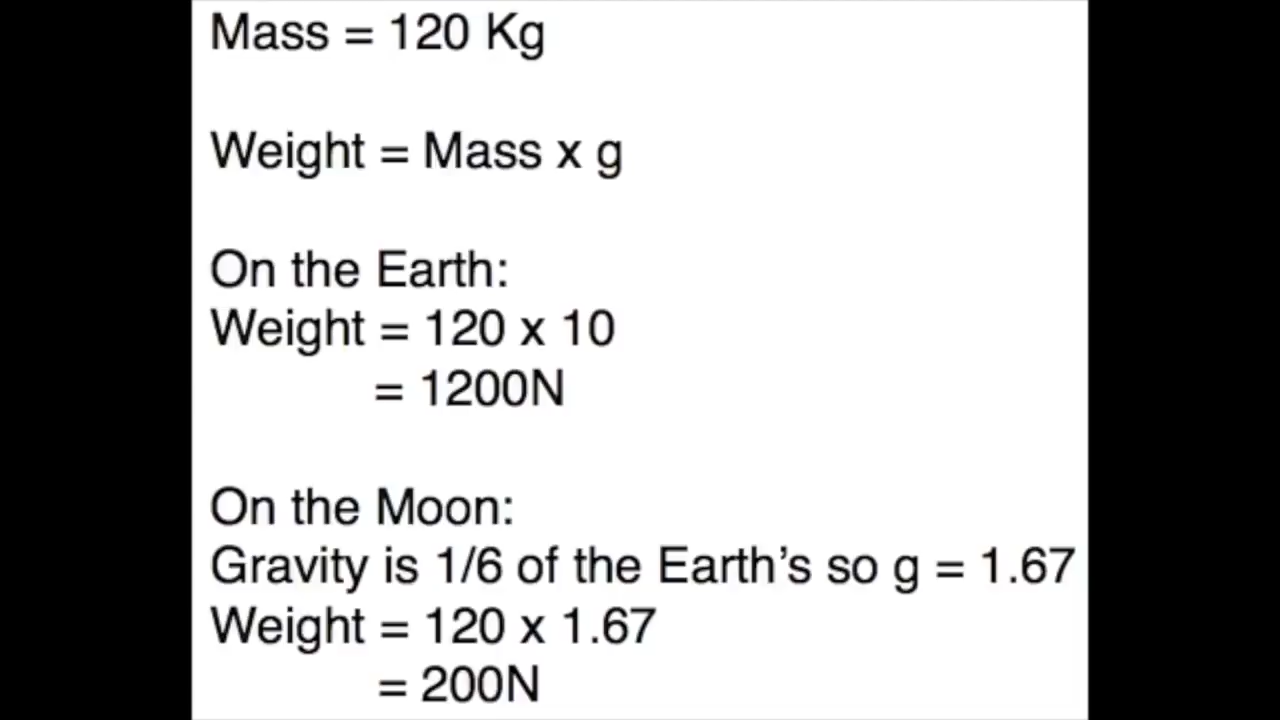 Mass = 120 Kg
Weight = Mass x g
On the Earth:
Weight = 120 x 10
= 1200N
On the Moon:
Gravity is 1/6 of the Earth’s so g = 1.67
Weight = 120 x 1.67
= 200N